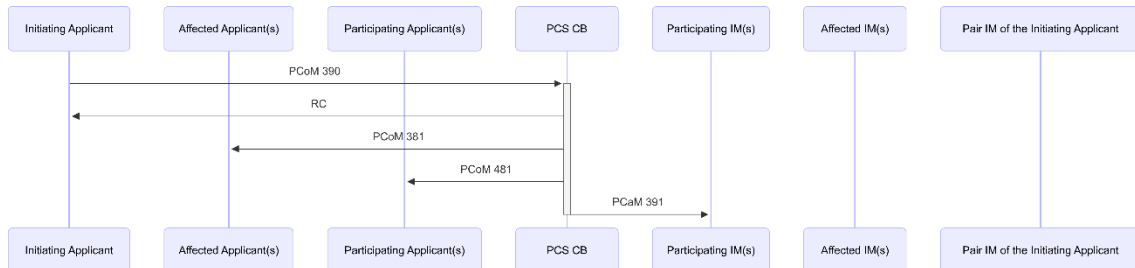 Initiating Applicant
Affected Applicant(s)
Participating Applicant(s)
PCS CB
Participating IM(s)
Affected IM(s)
Pair IM of the Initiating Applicant
PCoM 390
RC
PCoM 381
PCoM 481
PCaM 391
Initiating Applicant
Affected Applicant(s)
Participating Applicant(s)
PCS CB
Participating IM(s)
Affected IM(s)
Pair IM of the Initiating Applicant